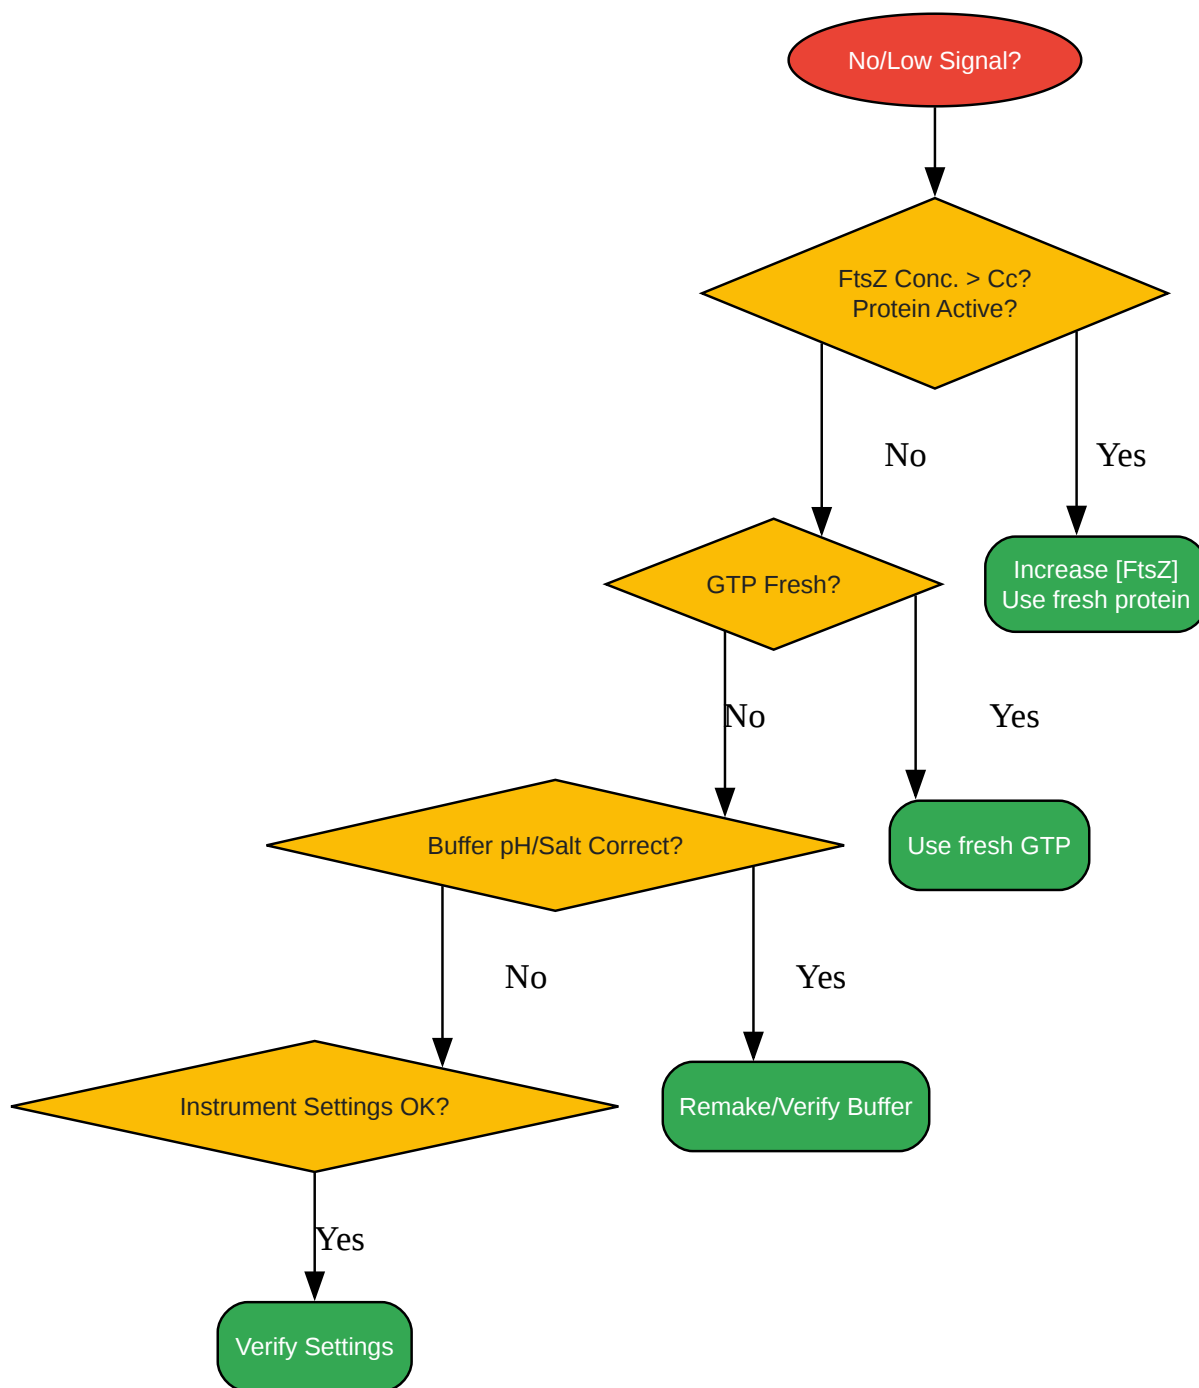 No/Low Signal?
FtsZ Conc. > Cc?
Protein Active?
No
Yes
GTP Fresh?
Increase [FtsZ]
Use fresh protein
No
Yes
Buffer pH/Salt Correct?
Use fresh GTP
No
Yes
Instrument Settings OK?
Remake/Verify Buffer
Yes
Verify Settings